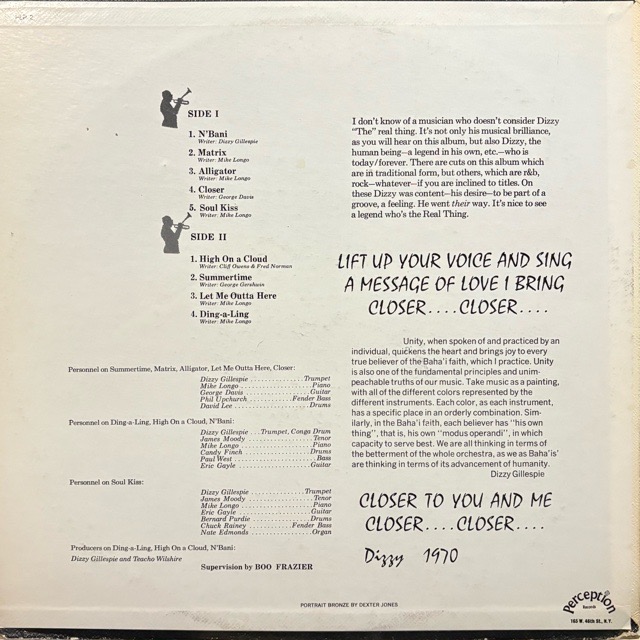 HP 2
SIDE I
1. N'Bani
Writer: Dizzy Gillespie
2. Matrix
Writer: Mike Longo
3. Alligator
Writer: Mike Longo
4. Closer
Writer: George Davis
5. Soul Kiss
Writer: Mike Longo
SIDE II
1. High On a Cloud
Writer: Cliff Owens & Fred Norman
2. Summertime
Writer: George Gershwin
3. Let Me Outta Here
Writer: Mike Longo
4. Ding-a-Ling
Writer: Mike Longo
Personnel on Summertime, Matrix, Alligator, Let Me Outta Here, Closer:
Dizzy Gillespie ............... Trumpet
Mike Longo ............... Piano
George Davis ............... Guitar
Phil Upchurch ............... Fender Bass
David Lee ............... Drums
Personnel on Ding-a-Ling, High On a Cloud, N'Bani:
Dizzy Gillespie ... Trumpet, Conga Drum
James Moody ............... Tenor
Mike Longo ............... Piano
Candy Finch ............... Drums
Paul West ............... Bass
Eric Gayle ............... Guitar
Personnel on Soul Kiss:
Dizzy Gillespie ............... Trumpet
James Moody ............... Tenor
Mike Longo ............... Piano
Eric Gayle ............... Guitar
Bernard Purdie ............... Drums
Chuck Rainey ............... Fender Bass
Nate Edmonds ............... Organ
Producers on Ding-a-Ling, High On a Cloud, N'Bani:
Dizzy Gillespie and Teacho Wilshire
Supervision by BOO FRAZIER
I don't know of a musician who doesn't consider Dizzy
"The" real thing. It's not only his musical brilliance,
as you will hear on this album, but also Dizzy, the
human being—a legend in his own, etc.—who is
today/forever. There are cuts on this album which
are in traditional form, but others, which are r&b,
rock—whatever—if you are inclined to titles. On
these Dizzy was content—his desire—to be part of a
groove, a feeling. He went their way. It's nice to see
a legend who's the Real Thing.
LIFT UP YOUR VOICE AND SING
A MESSAGE OF LOVE I BRING
CLOSER....CLOSER....
Unity, when spoken of and practiced by an
individual, quickens the heart and brings joy to every
true believer of the Baha'i faith, which I practice. Unity
is also one of the fundamental principles and unim-
peachable truths of our music. Take music as a painting,
with all of the different colors represented by the
different instruments. Each color, as each instrument,
has a specific place in an orderly combination. Sim-
ilarly, in the Baha'i faith, each believer has "his own
thing", that is, his own "modus operandi", in which
capacity to serve best. We are all thinking in terms of
the betterment of the whole orchestra, as we as Baha'is'
are thinking in terms of its advancement of humanity.
Dizzy Gillespie
CLOSER TO YOU AND ME
CLOSER....CLOSER....
Dizzy 1970
PORTRAIT BRONZE BY DEXTER JONES
Perception
Records
165 W. 46th St., N.Y.